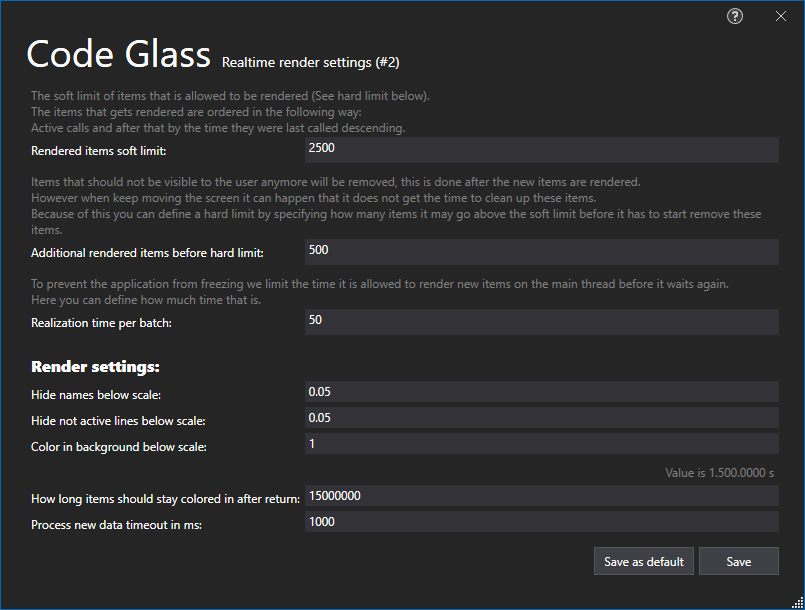 Code Glass Realtime render settings (#2)
The soft limit of items that is allowed to be rendered (See hard limit below).
The items that gets rendered are ordered in the following way:
Active calls and after that by the time they were last called descending.
Rendered items soft limit: 2500
Items that should not be visible to the user anymore will be removed, this is done after the new items are rendered.
However when keep moving the screen it can happen that it does not get the time to clean up these items.
Because of this you can define a hard limit by specifying how many items it may go above the soft limit before it has to start remove these
items.
Additional rendered items before hard limit: 500
To prevent the application from freezing we limit the time it is allowed to render new items on the main thread before it waits again.
Here you can define how much time that is.
Realization time per batch: 50
Render settings:
Hide names below scale: 0.05
Hide not active lines below scale: 0.05
Color in background below scale: 1
Value is 1.500.0000 s
How long items should stay colored in after return: 15000000
Process new data timeout in ms: 1000
Save as default Save